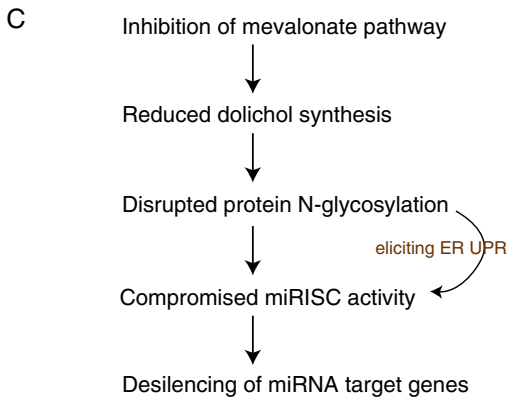 C
Inhibition of mevalonate pathway
Reduced dolichol synthesis
Disrupted protein N-glycosylation
eliciting ER UPR
Compromised miRISC activity
Desilencing of miRNA target genes